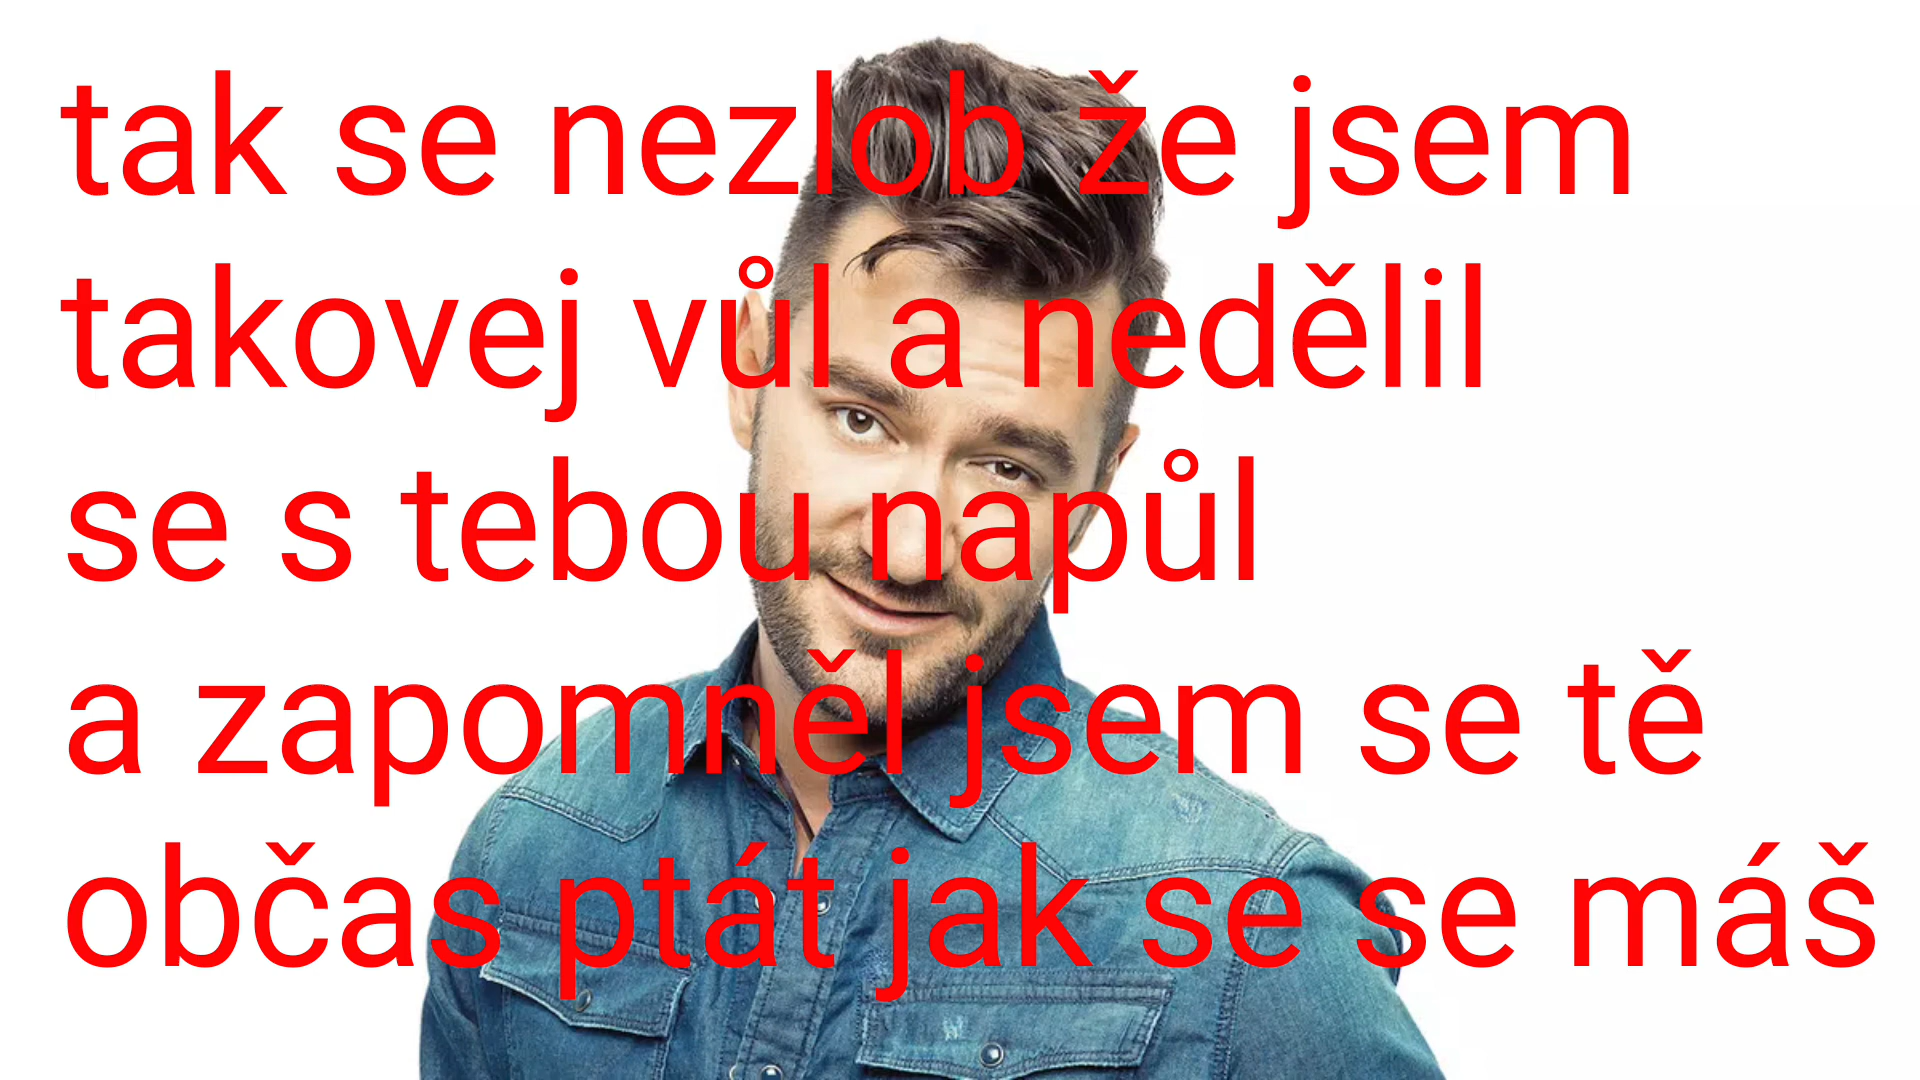 tak se nezlob že jsem
takovej vůl a nedělil
se s tebou napůl
a zapomněl jsem se tě
občas ptát jak se se máš